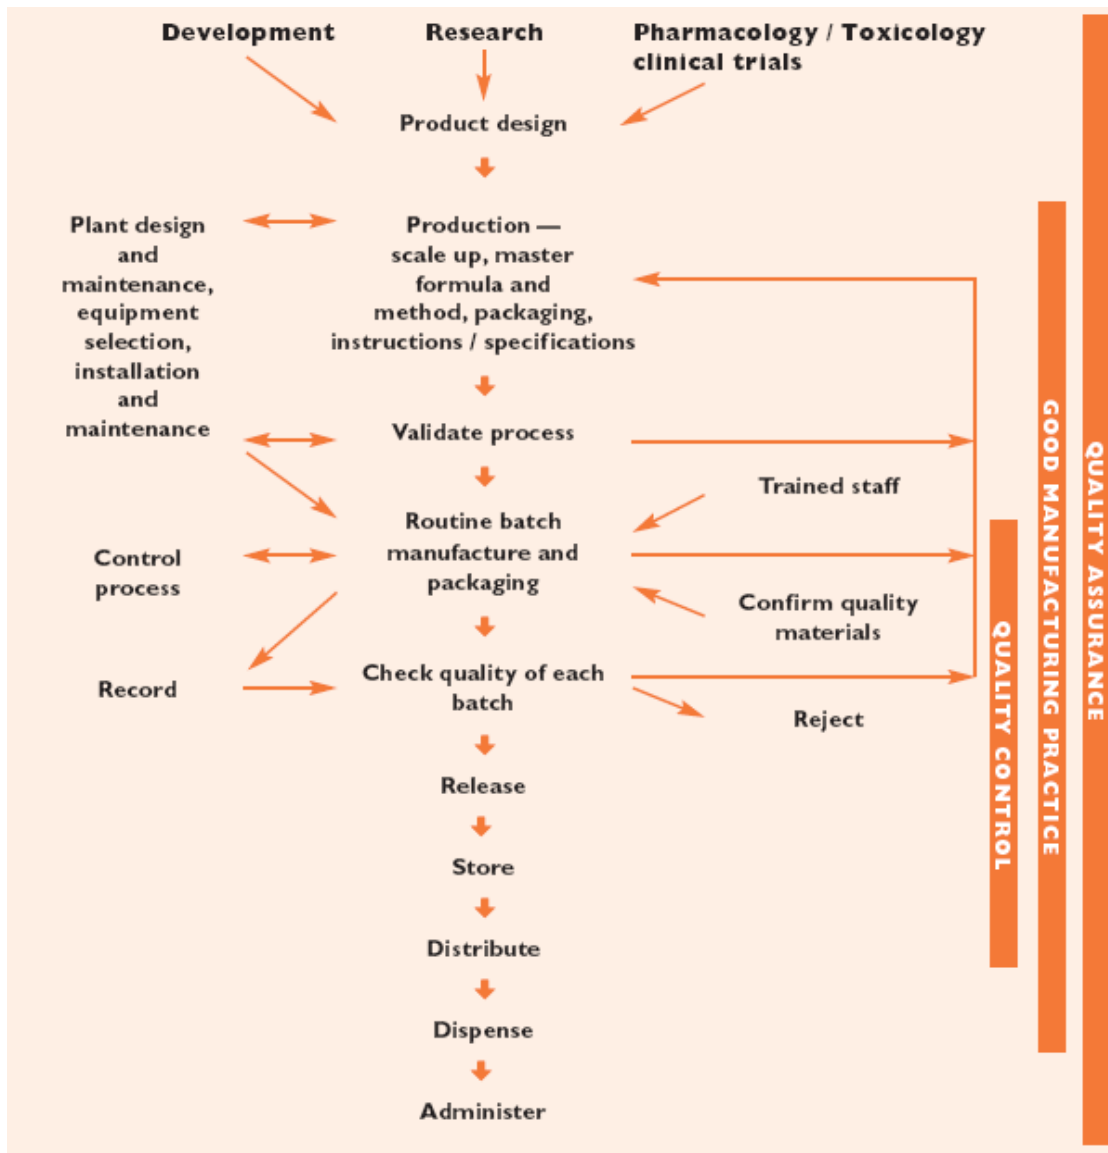 Development
Research
Pharmacology / Toxicology
clinical trials
Product design
Plant design
and
maintenance,
equipment
selection,
installation
and
maintenance
Production —
scale up, master
formula and
method, packaging,
instructions / specifications
Validate process
Trained staff
Routine batch
manufacture and
packaging
Control
process
Confirm quality
materials
Record
Check quality of each
batch
Reject
Release
Store
Distribute
Dispense
Administer
QUALITY CONTROL
GOOD MANUFACTURING PRACTICE
QUALITY ASSURANCE